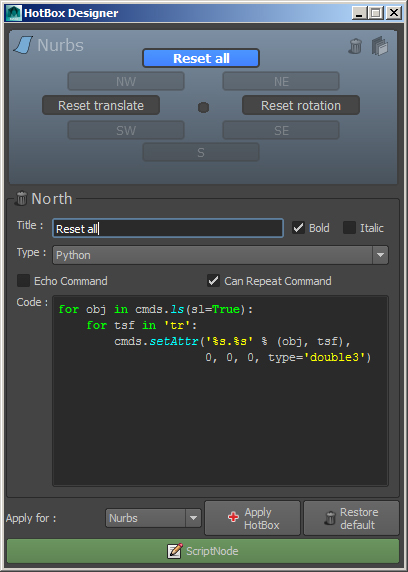 HotBox Designer
Nurbs
Reset all
NW NE
Reset translate Reset rotation
SW SE
S
North
Title : Reset all Bold Italic
Type : Python
Echo Command Can Repeat Command
Code : for obj in cmds.ls(sl=True):
for tsf in 'tr':
cmds.setAttr('%s.%s' % (obj, tsf),
0, 0, 0, type='double3')
Apply for : Nurbs Apply HotBox Restore default
ScriptNode